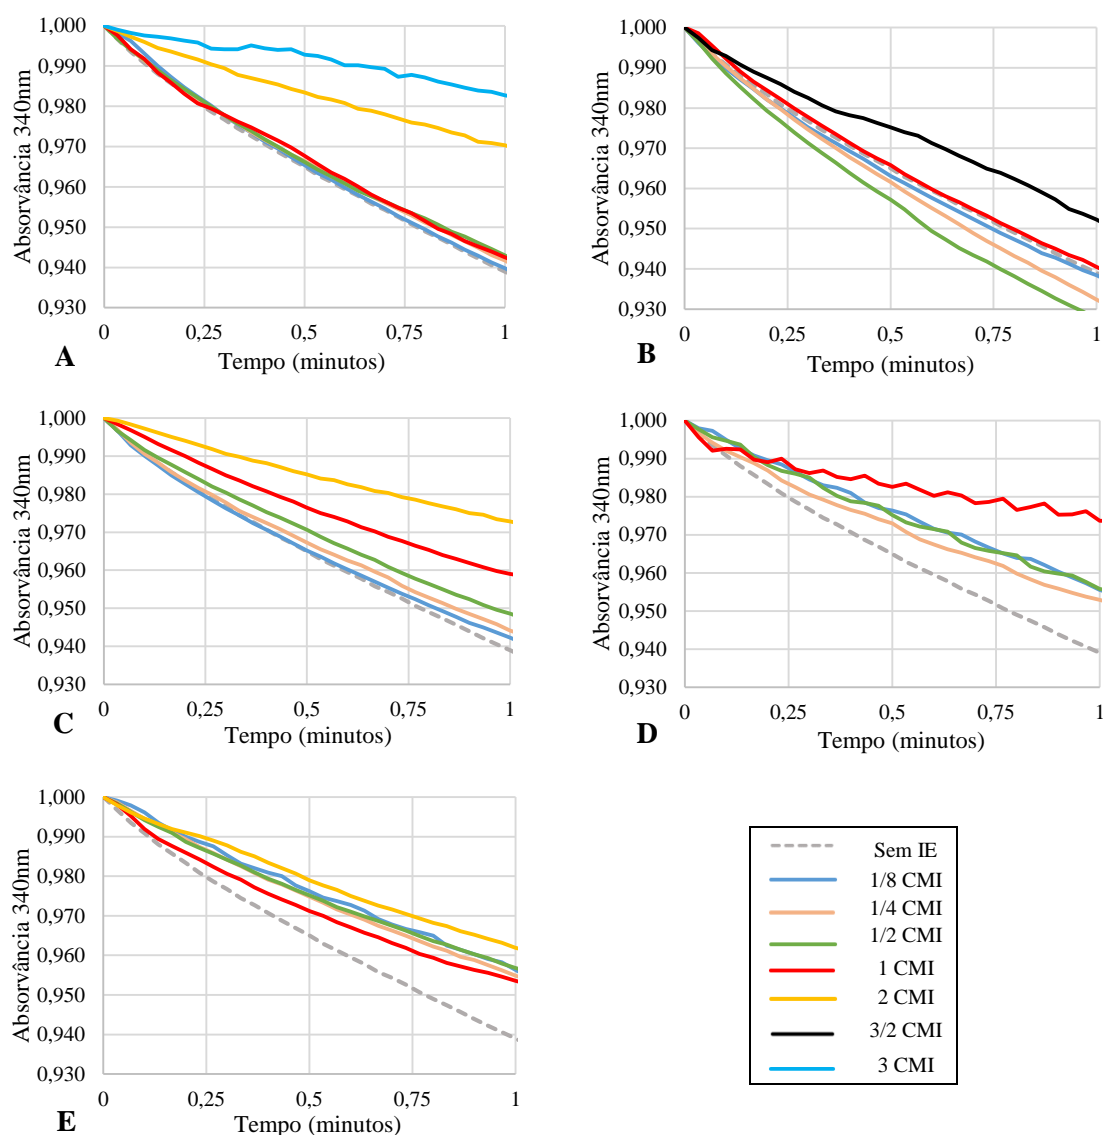 1,000
0,990
0,980
0,970
0,960
0,950
0,940
0,930
Absorvância 340nm
0
0,25
0,5
0,75
1
Tempo (minutos)
A
1,000
0,990
0,980
0,970
0,960
0,950
0,940
0,930
Absorvância 340nm
0
0,25
0,5
0,75
1
Tempo (minutos)
B
1,000
0,990
0,980
0,970
0,960
0,950
0,940
0,930
Absorvância 340nm
0
0,25
0,5
0,75
1
Tempo (minutos)
C
1,000
0,990
0,980
0,970
0,960
0,950
0,940
0,930
Absorvância 340nm
0
0,25
0,5
0,75
1
Tempo (minutos)
D
1,000
0,990
0,980
0,970
0,960
0,950
0,940
0,930
Absorvância 340nm
0
0,25
0,5
0,75
1
Tempo (minutos)
E
Sem IE
1/8 CMI
1/4 CMI
1/2 CMI
1 CMI
2 CMI
3/2 CMI
3 CMI